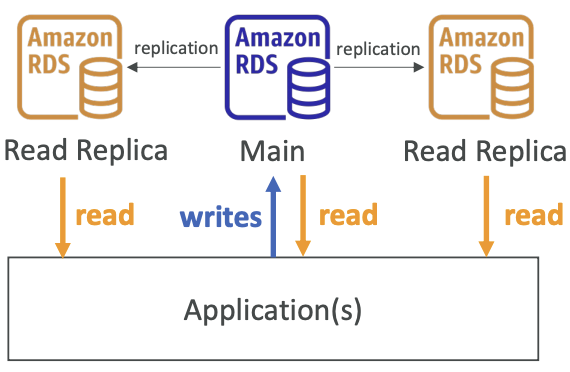 Amazon
RDS
replication
Amazon
RDS
replication
Amazon
RDS
Read Replica
Main
Read Replica
read
writes
read
read
Application(s)